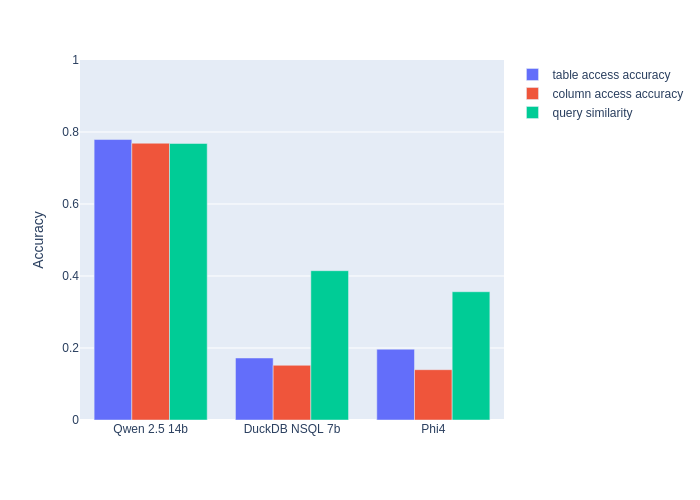 1
0.8
0.6
0.4
0.2
0
Accuracy
Qwen 2.5 14b
DuckDB NSQL 7b
Phi4
table access accuracy
column access accuracy
query similarity